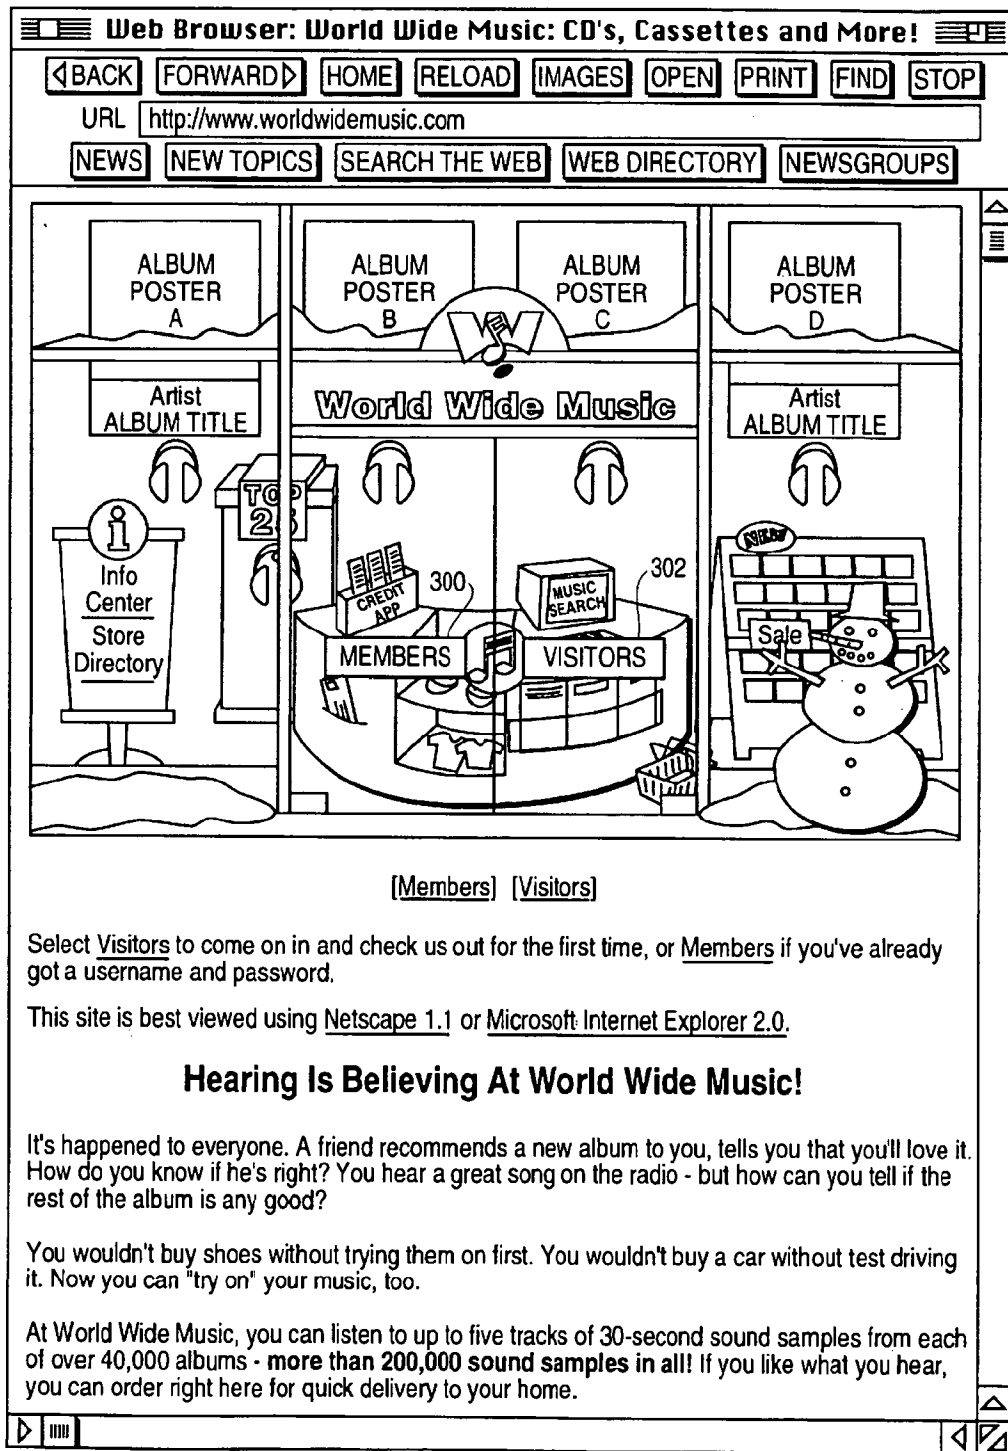 Web Browser: World Wide Music: CD's, Cassettes and More!
BACK FORWARD HOME RELOAD IMAGES OPEN PRINT FIND STOP
URL http://www.worldwidemusic.com
NEWS NEW TOPICS SEARCH THE WEB WEB DIRECTORY NEWSGROUPS
ALBUM
POSTER
A
ALBUM
POSTER
B
ALBUM
POSTER
C
ALBUM
POSTER
D
W
Artist
ALBUM TITLE
World Wide Music
Artist
ALBUM TITLE
TOP
25
i
Info
Center
Store
Directory
CREDIT
APP
300
MUSIC
SEARCH
302
NEW
Sale
MEMBERS
VISITORS
[Members] [Visitors]
Select Visitors to come on in and check us out for the first time, or Members if you've already
got a username and password.
This site is best viewed using Netscape 1.1 or Microsoft Internet Explorer 2.0.
Hearing Is Believing At World Wide Music!
It's happened to everyone. A friend recommends a new album to you, tells you that you'll love it.
How do you know if he's right? You hear a great song on the radio - but how can you tell if the
rest of the album is any good?
You wouldn't buy shoes without trying them on first. You wouldn't buy a car without test driving
it. Now you can "try on" your music, too.
At World Wide Music, you can listen to up to five tracks of 30-second sound samples from each
of over 40,000 albums - more than 200,000 sound samples in all! If you like what you hear,
you can order right here for quick delivery to your home.